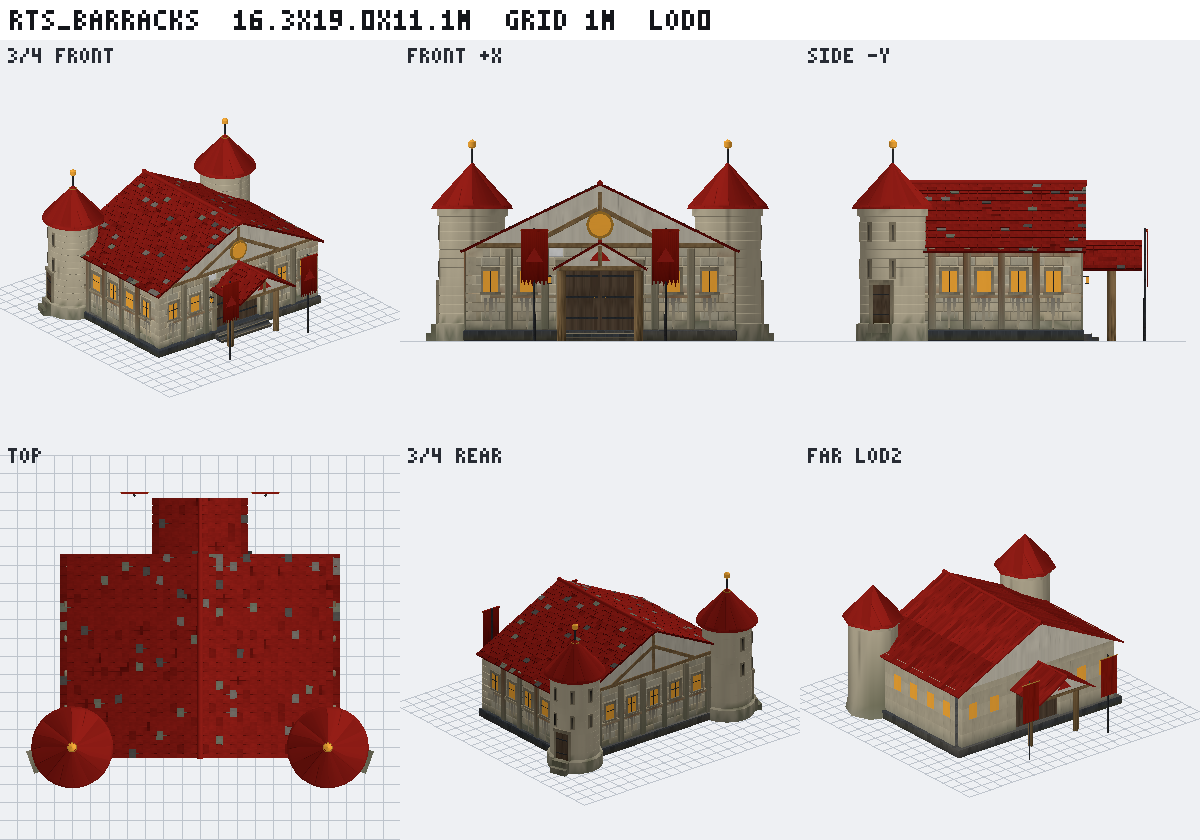 RTS_BARRACKS 16.3X19.0X11.1M GRID 1M LOD0
3/4 FRONT
FRONT +X
SIDE -Y
TOP
3/4 REAR
FAR LOD2